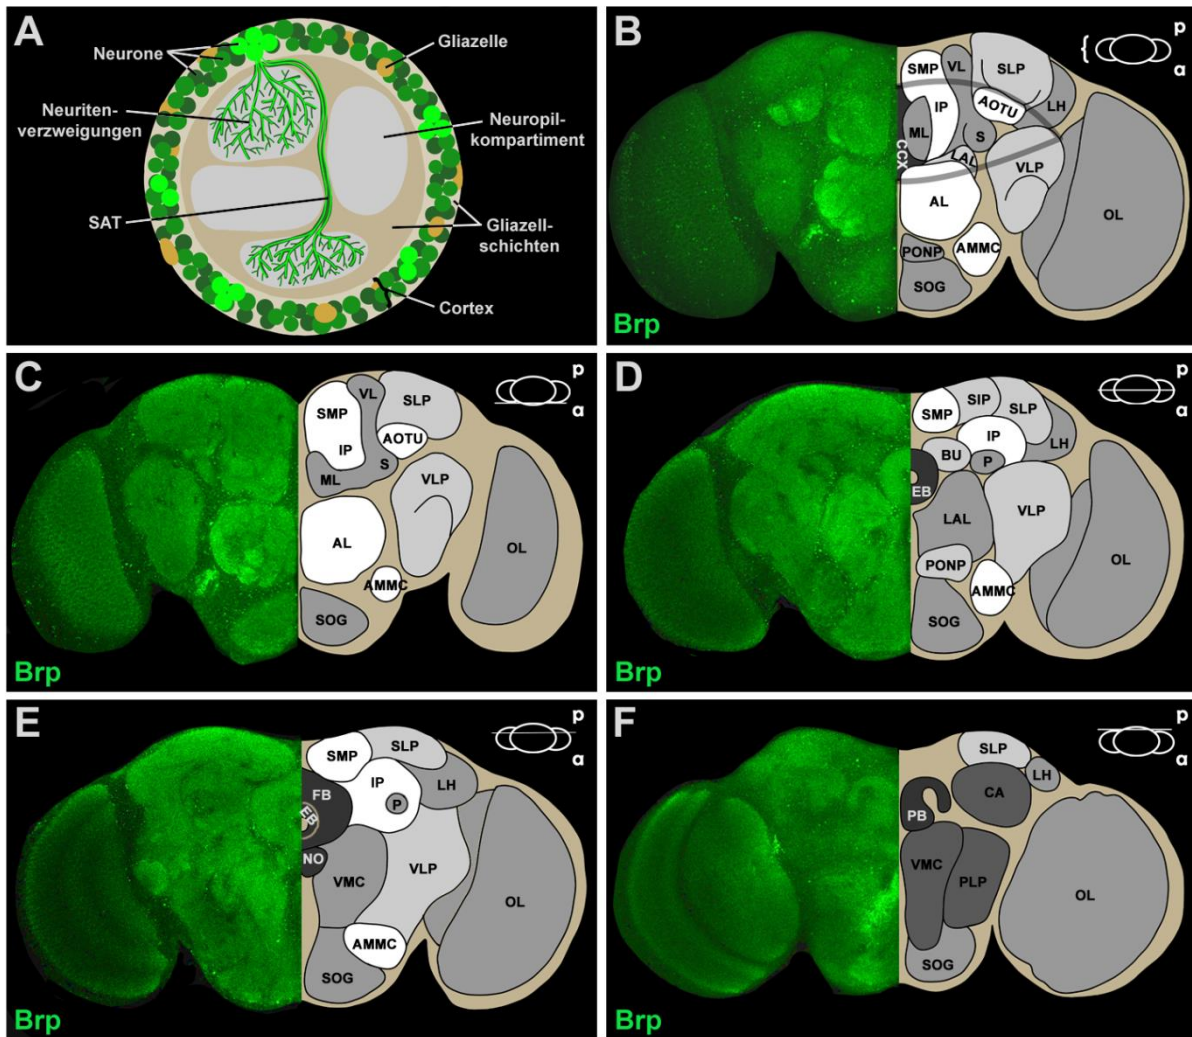 A
Neurone
Gliazelle
Neuriten-
verzweigungen
Neuropil-
kompartiment
SAT
Gliazell-
schichten
Cortex
B
SMP
VL
SLP
IP
AOTU
LH
ML
S
CCX
LAL
VLP
AL
OL
PONP
AMMC
SOG
α
Brp
C
VL
SMP
SLP
IP
AOTU
S
ML
VLP
AL
OL
AMMC
SOG
p
α
Brp
D
SMP
SIP
SLP
IP
LH
BU
P
EB
LAL
VLP
OL
PONP
AMMC
SOG
p
α
Brp
E
SMP
SLP
IP
LH
FB
P
EB
NO
VLP
VMC
OL
AMMC
SOG
p
α
Brp
F
SLP
LH
CA
PB
VMC
PLP
OL
SOG
p
α
Brp